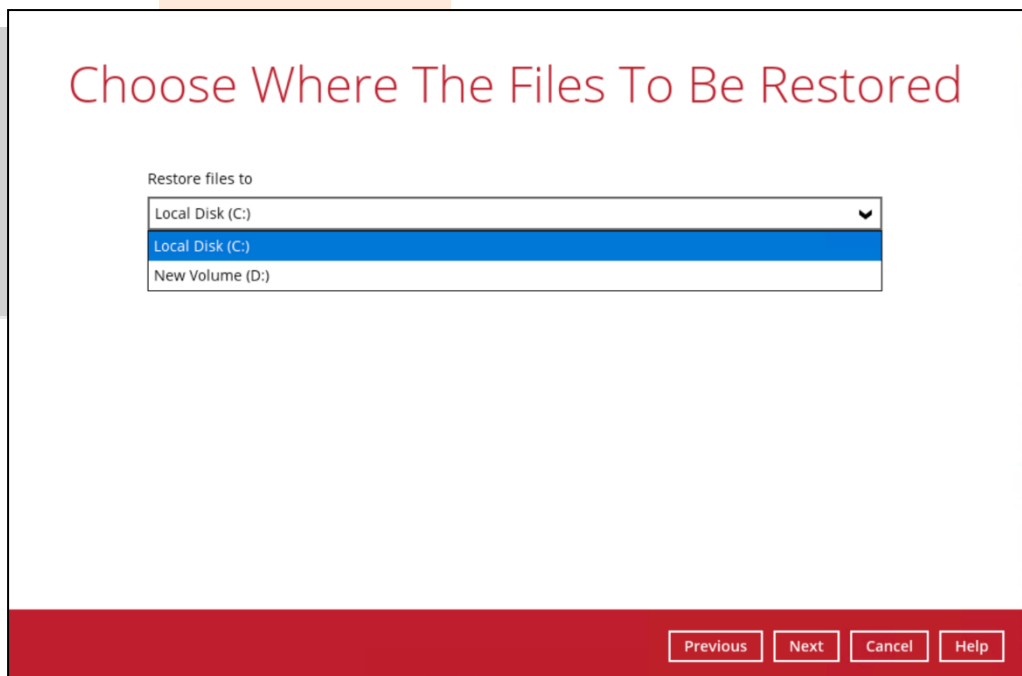 Choose Where The Files To Be Restored
Restore files to
Local Disk (C:)
Local Disk (C:)
New Volume (D:)
Previous Next Cancel Help